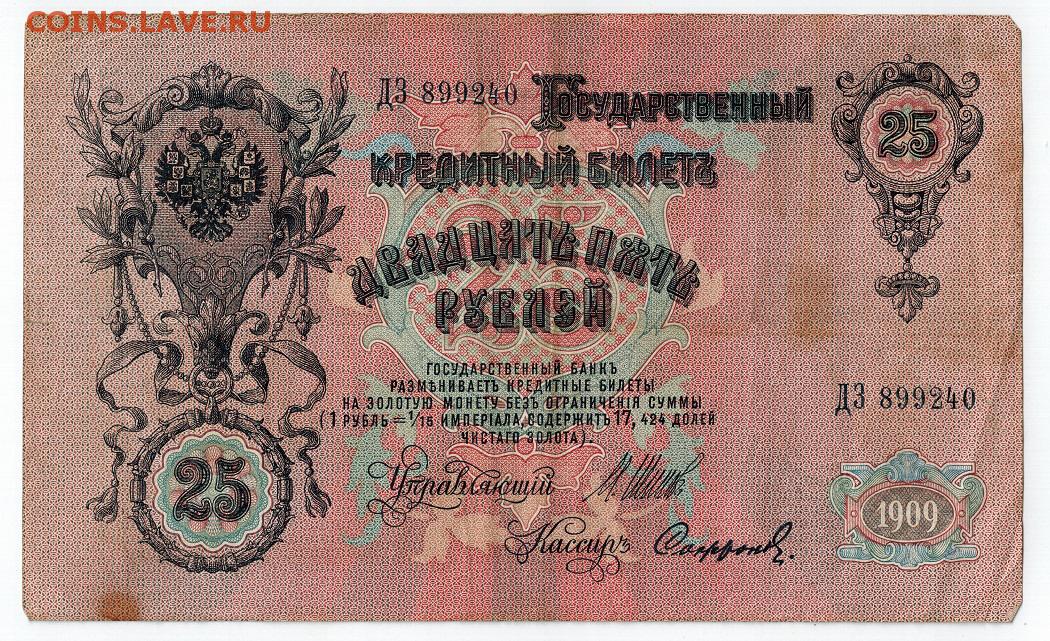 COINS.LAVE.RU
ДЗ 899240
Государственный
кредитный билетъ
двадцать пять
рублей
25
25
ГОСУДАРСТВЕННЫЙ БАНКЪ
РАЗМѢНИВАЕТЪ КРЕДИТНЫЕ БИЛЕТЫ
НА ЗОЛОТУЮ МОНЕТУ БЕЗЪ ОГРАНИЧЕНІЯ СУММЫ
(1 РУБЛЬ = 1/15 ИМПЕРІАЛА, СОДЕРЖИТЪ 17,424 ДОЛЕЙ
ЧИСТАГО ЗОЛОТА).
ДЗ 899240
25
Управляющій
Кассиръ
1909